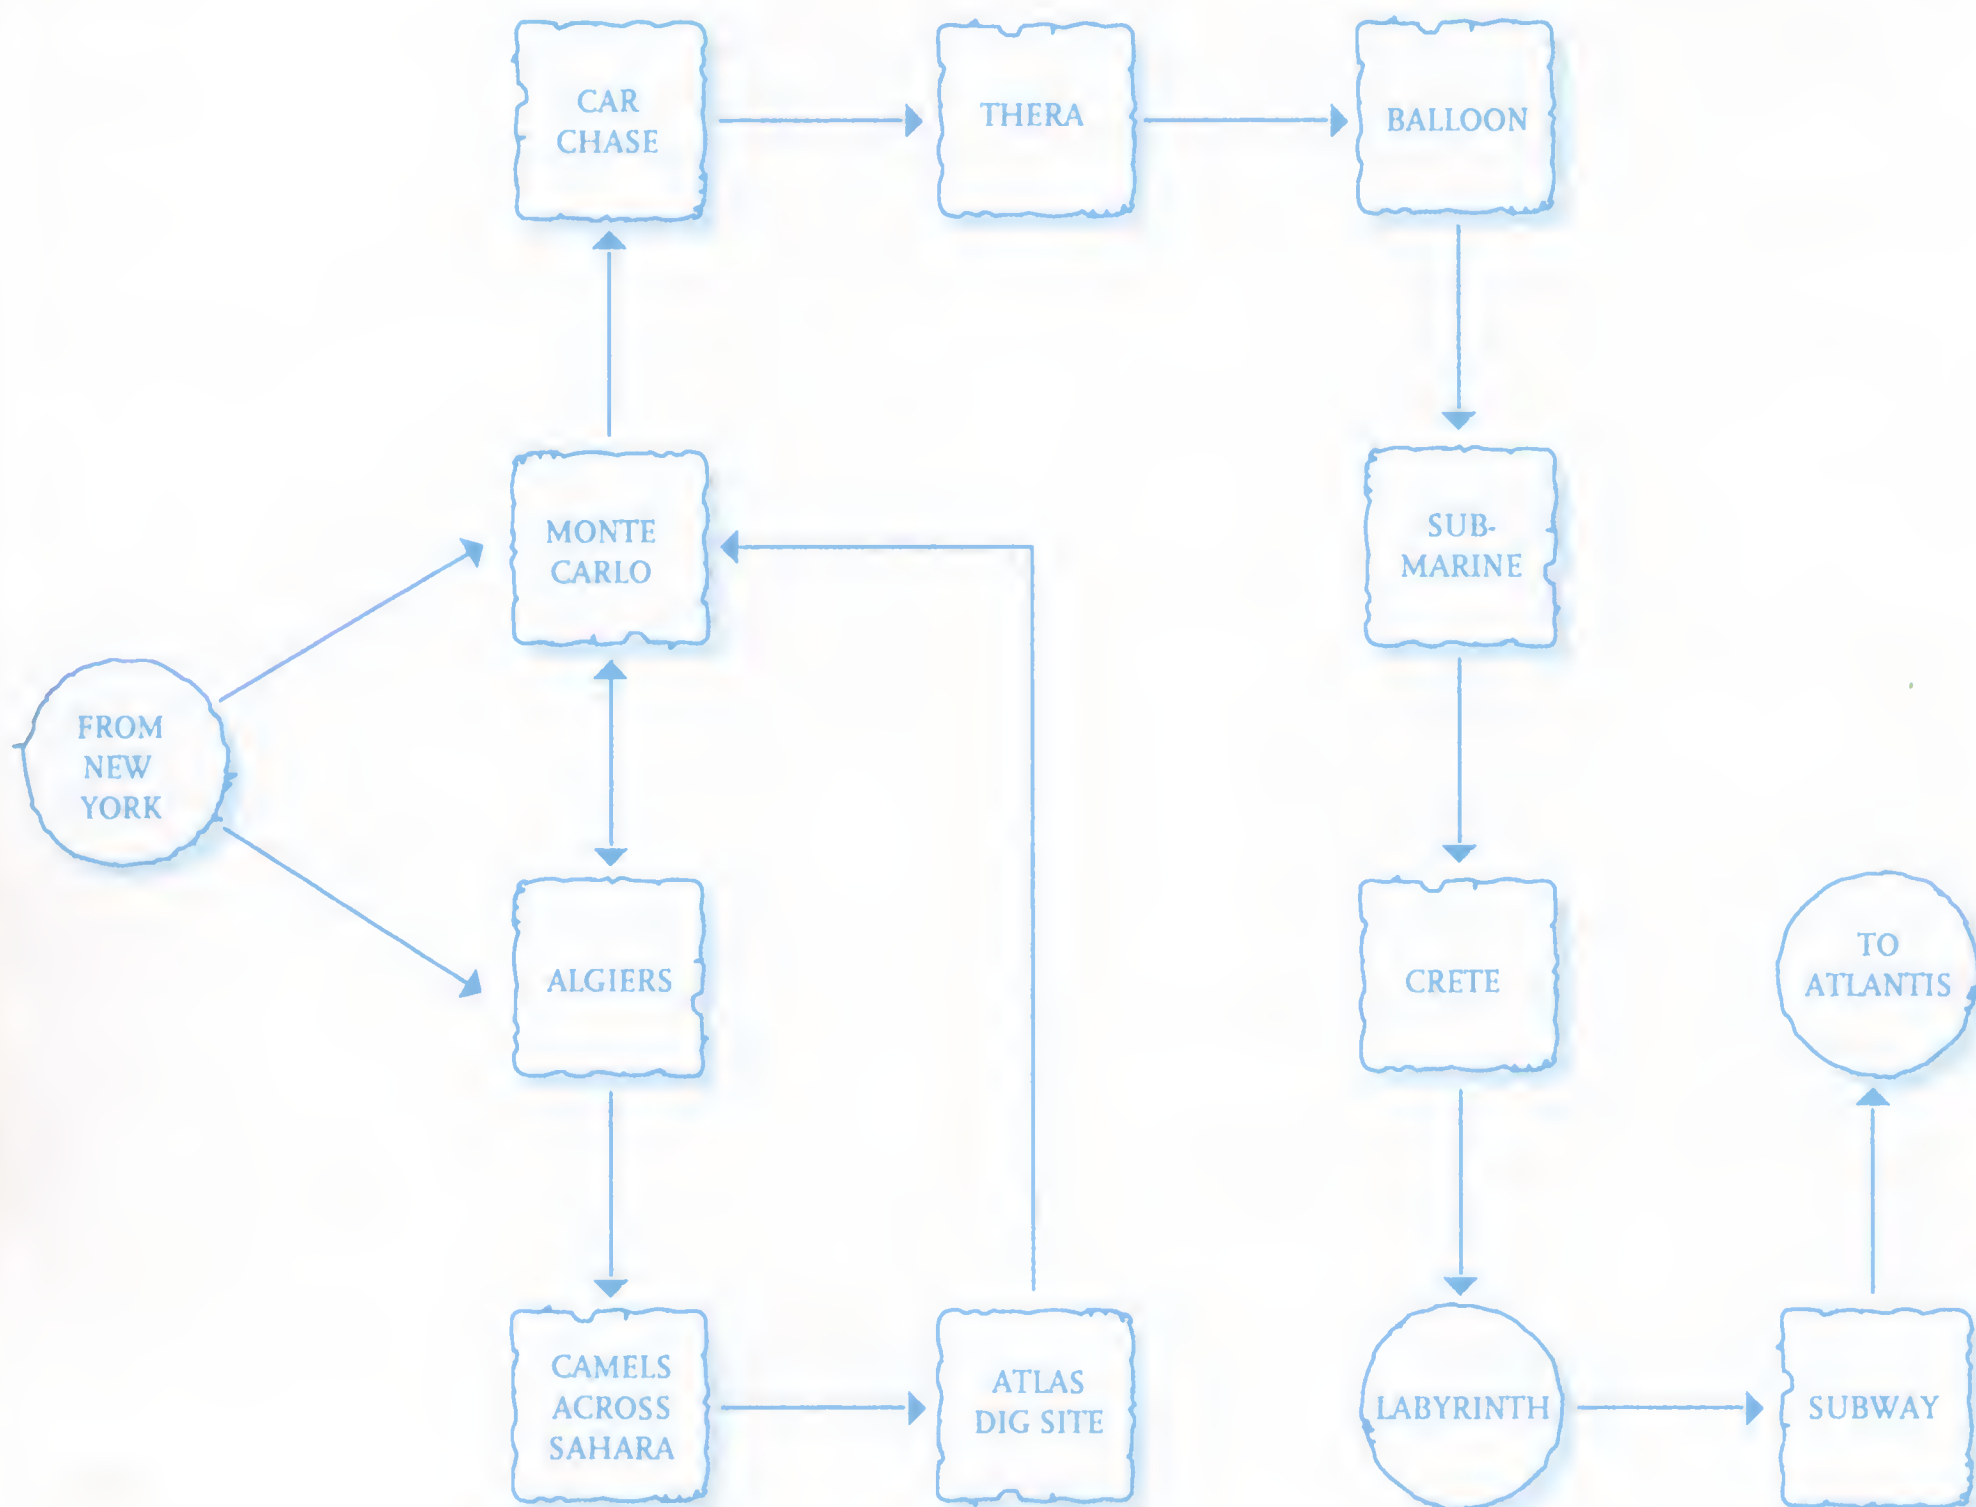 CAR
CHASE
THERA
BALLOON
MONTE
CARLO
SUB-
MARINE
FROM
NEW
YORK
ALGIERS
CRETE
TO
ATLANTIS
CAMELS
ACROSS
SAHARA
ATLAS
DIG SITE
LABYRINTH
SUBWAY